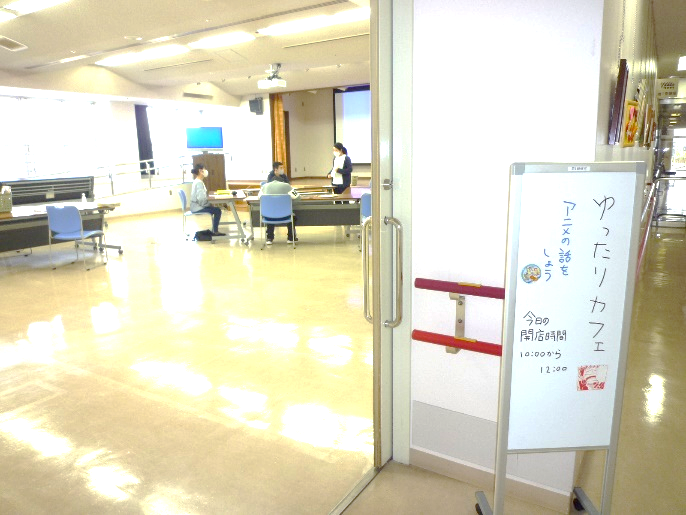 ゆったりカフェ
アニメの話を
しよう
今日の
開店時間
10:00から
12:00